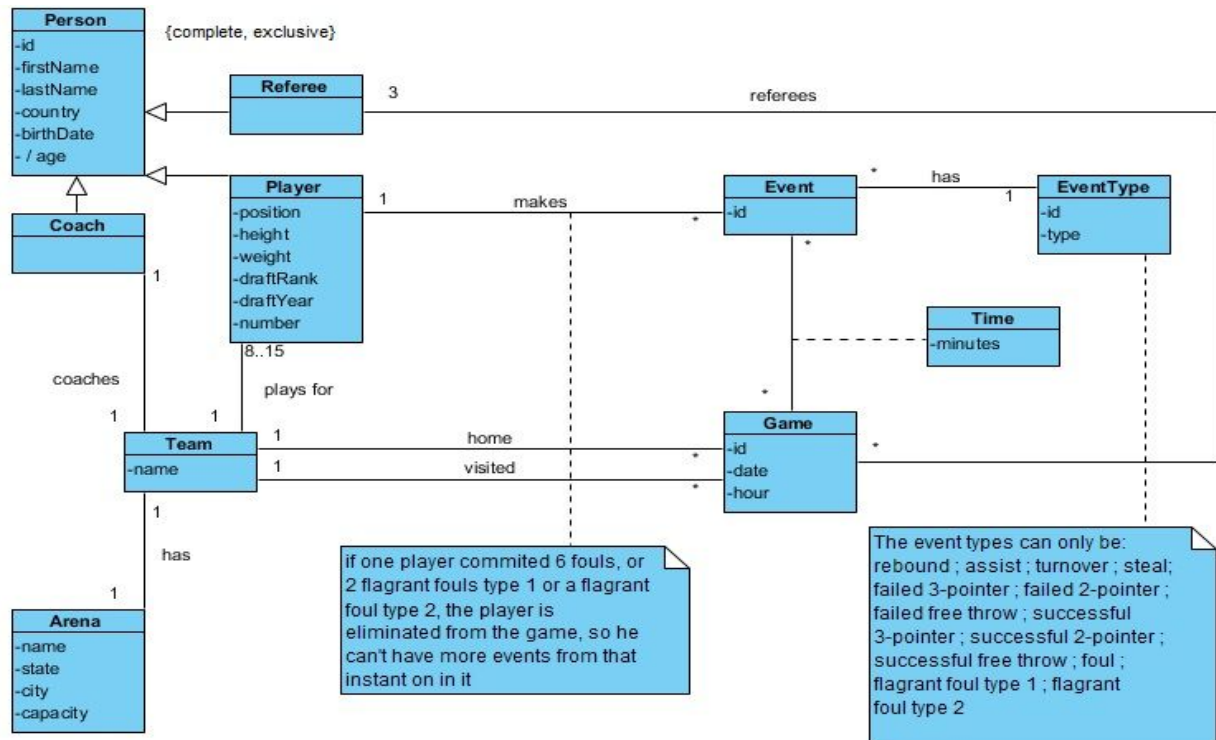 Person
-id
-firstName
-lastName
-country
-birthDate
- / age
{complete, exclusive}
Referee
3
referees
Coach
1
Player
-position
-height
-weight
-draftRank
-draftYear
-number
8..15
1
makes
*
Event
-id
*
has
1
EventType
-id
-type
*
Time
-minutes
coaches
1
plays for
1
*
Team
-name
1
home
*
1
visited
*
Game
-id
-date
-hour
*
1
has
1
Arena
-name
-state
-city
-capacity
if one player commited 6 fouls, or
2 flagrant fouls type 1 or a flagrant
foul type 2, the player is
eliminated from the game, so he
can't have more events from that
instant on in it
The event types can only be:
rebound ; assist ; turnover ; steal;
failed 3-pointer ; failed 2-pointer ;
failed free throw ; successful
3-pointer ; successful 2-pointer ;
successful free throw ; foul ;
flagrant foul type 1 ; flagrant
foul type 2